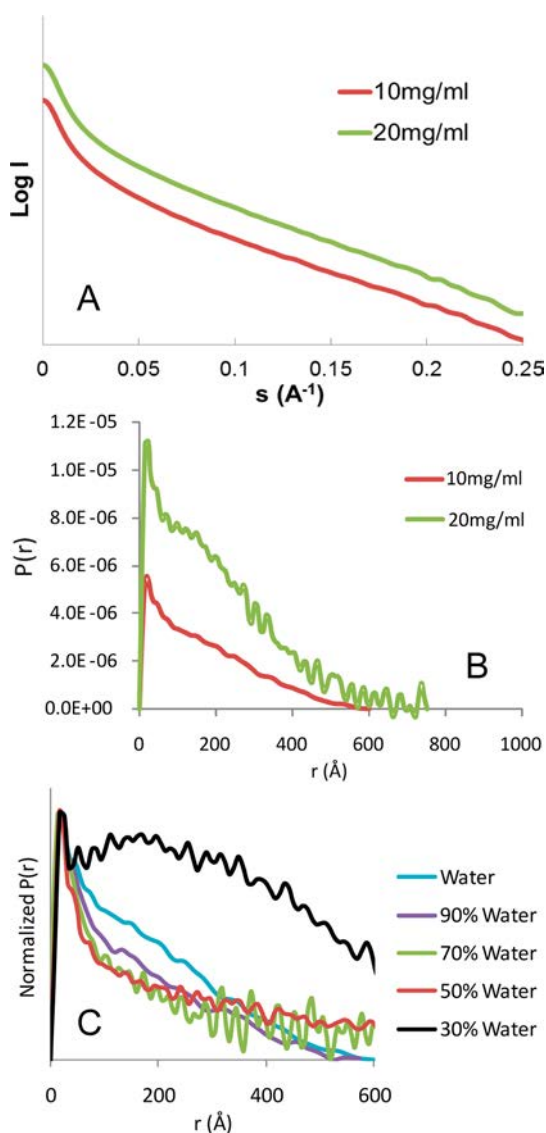 10mg/ml
20mg/ml
Log I
A
0 0.05 0.1 0.15 0.2 0.25
s (A-1)
1.2E-05
1.0E-05
8.0E-06
6.0E-06
4.0E-06
2.0E-06
0.0E+00
P(r)
10mg/ml
20mg/ml
B
0 200 400 600 800 1000
r (Å)
Normalized P(r)
Water
90% Water
70% Water
50% Water
30% Water
C
0 200 400 600
r (Å)